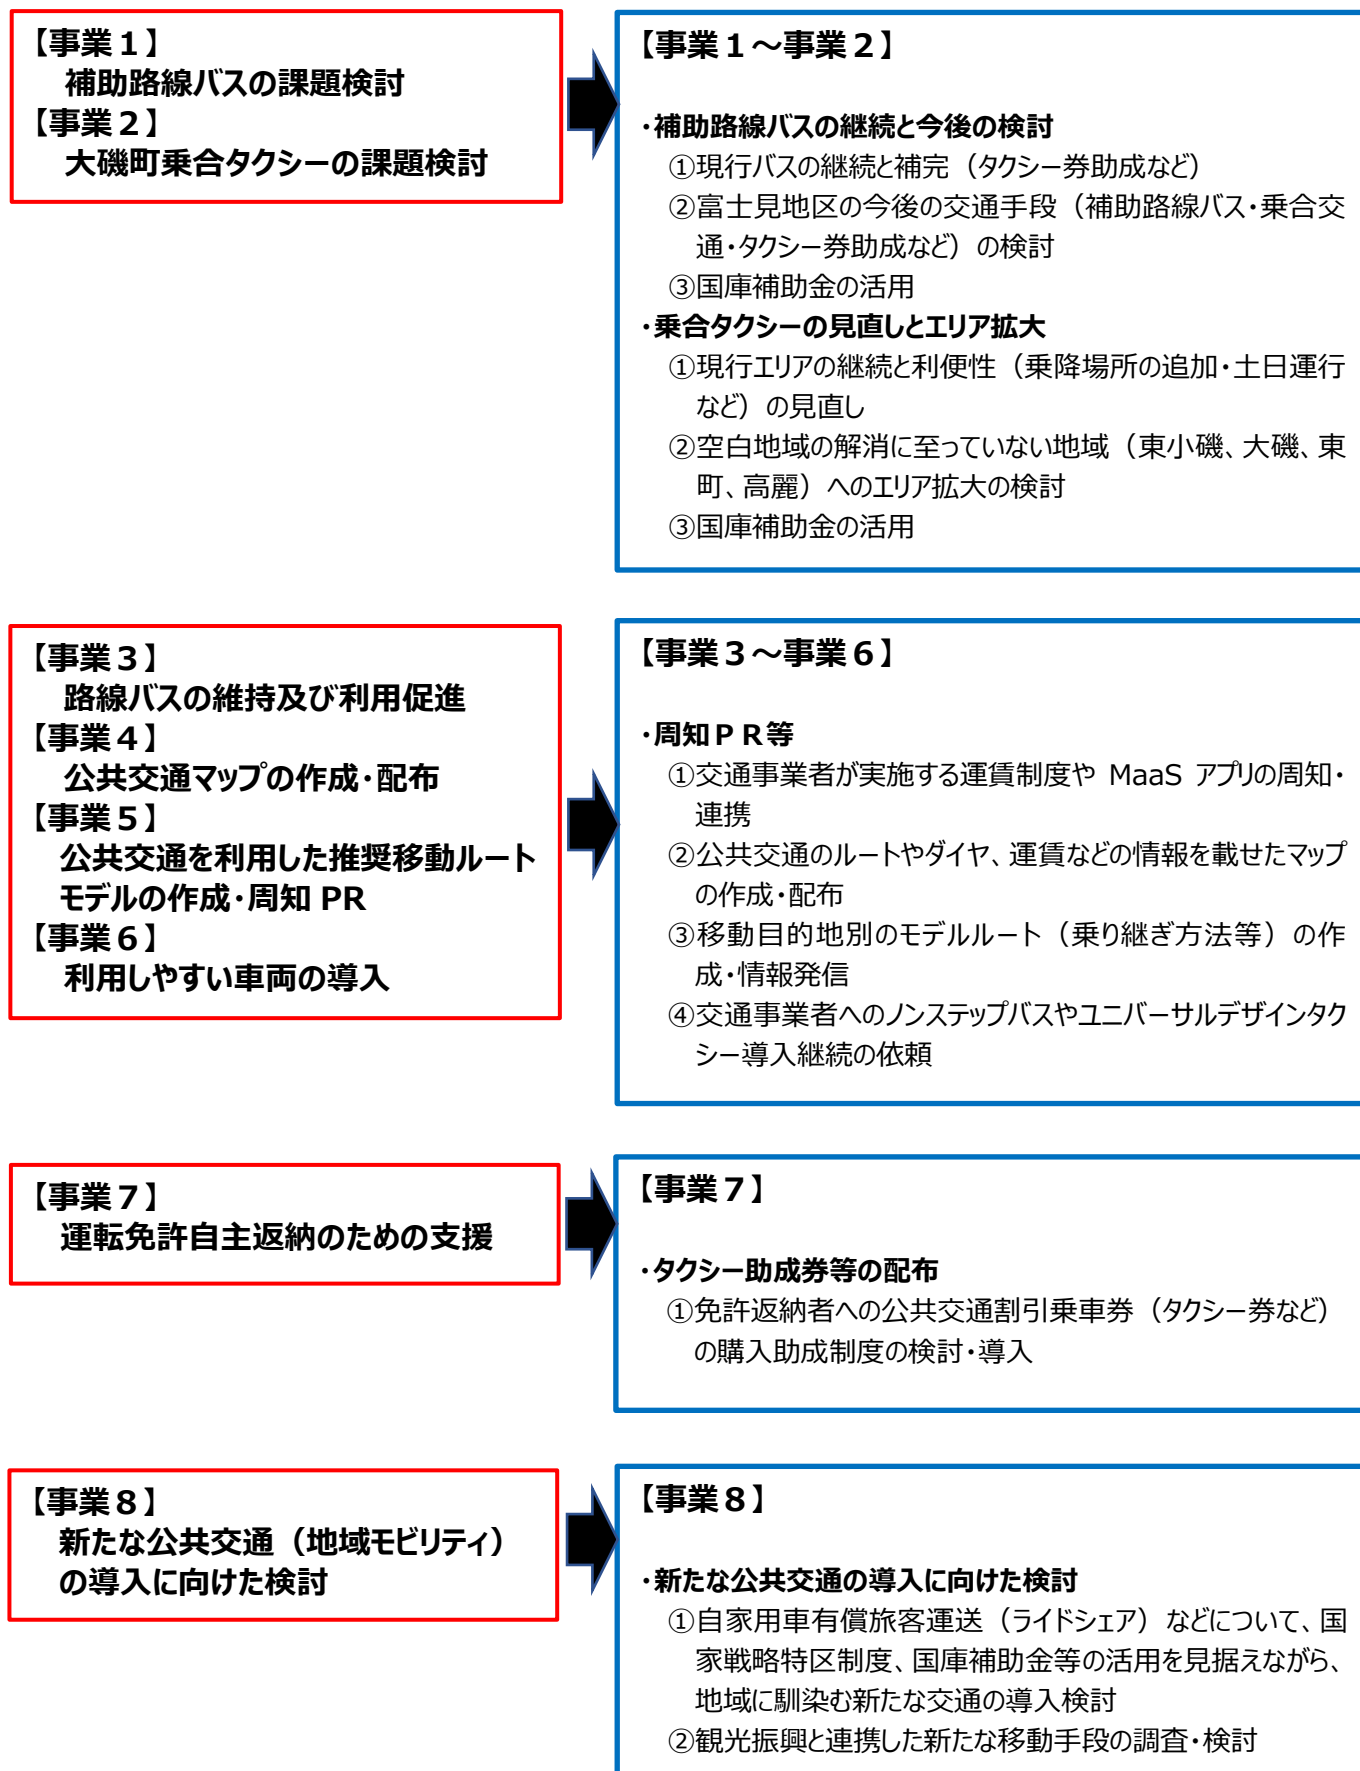 【事業１】
補助路線バスの課題検討
【事業２】
大磯町乗合タクシーの課題検討
【事業１～事業２】
・補助路線バスの継続と今後の検討
①現行バスの継続と補完（タクシー券助成など）
②富士見地区の今後の交通手段（補助路線バス・乗合交
通・タクシー券助成など）の検討
③国庫補助金の活用
・乗合タクシーの見直しとエリア拡大
①現行エリアの継続と利便性（乗降場所の追加・土日運行
など）の見直し
②空白地域の解消に至っていない地域（東小磯、大磯、東
町、高麗）へのエリア拡大の検討
③国庫補助金の活用
【事業３】
路線バスの維持及び利用促進
【事業４】
公共交通マップの作成・配布
【事業５】
公共交通を利用した推奨移動ルート
モデルの作成・周知 PR
【事業６】
利用しやすい車両の導入
【事業３～事業６】
・周知ＰＲ等
①交通事業者が実施する運賃制度や MaaS アプリの周知・
連携
②公共交通のルートやダイヤ、運賃などの情報を載せたマップ
の作成・配布
③移動目的地別のモデルルート（乗り継ぎ方法等）の作
成・情報発信
④交通事業者へのノンステップバスやユニバーサルデザインタク
シー導入継続の依頼
【事業７】
運転免許自主返納のための支援
【事業７】
・タクシー助成券等の配布
①免許返納者への公共交通割引乗車券（タクシー券など）
の購入助成制度の検討・導入
【事業８】
新たな公共交通（地域モビリティ）
の導入に向けた検討
【事業８】
・新たな公共交通の導入に向けた検討
①自家用車有償旅客運送（ライドシェア）などについて、国
家戦略特区制度、国庫補助金等の活用を見据えながら、
地域に馴染む新たな交通の導入検討
②観光振興と連携した新たな移動手段の調査・検討